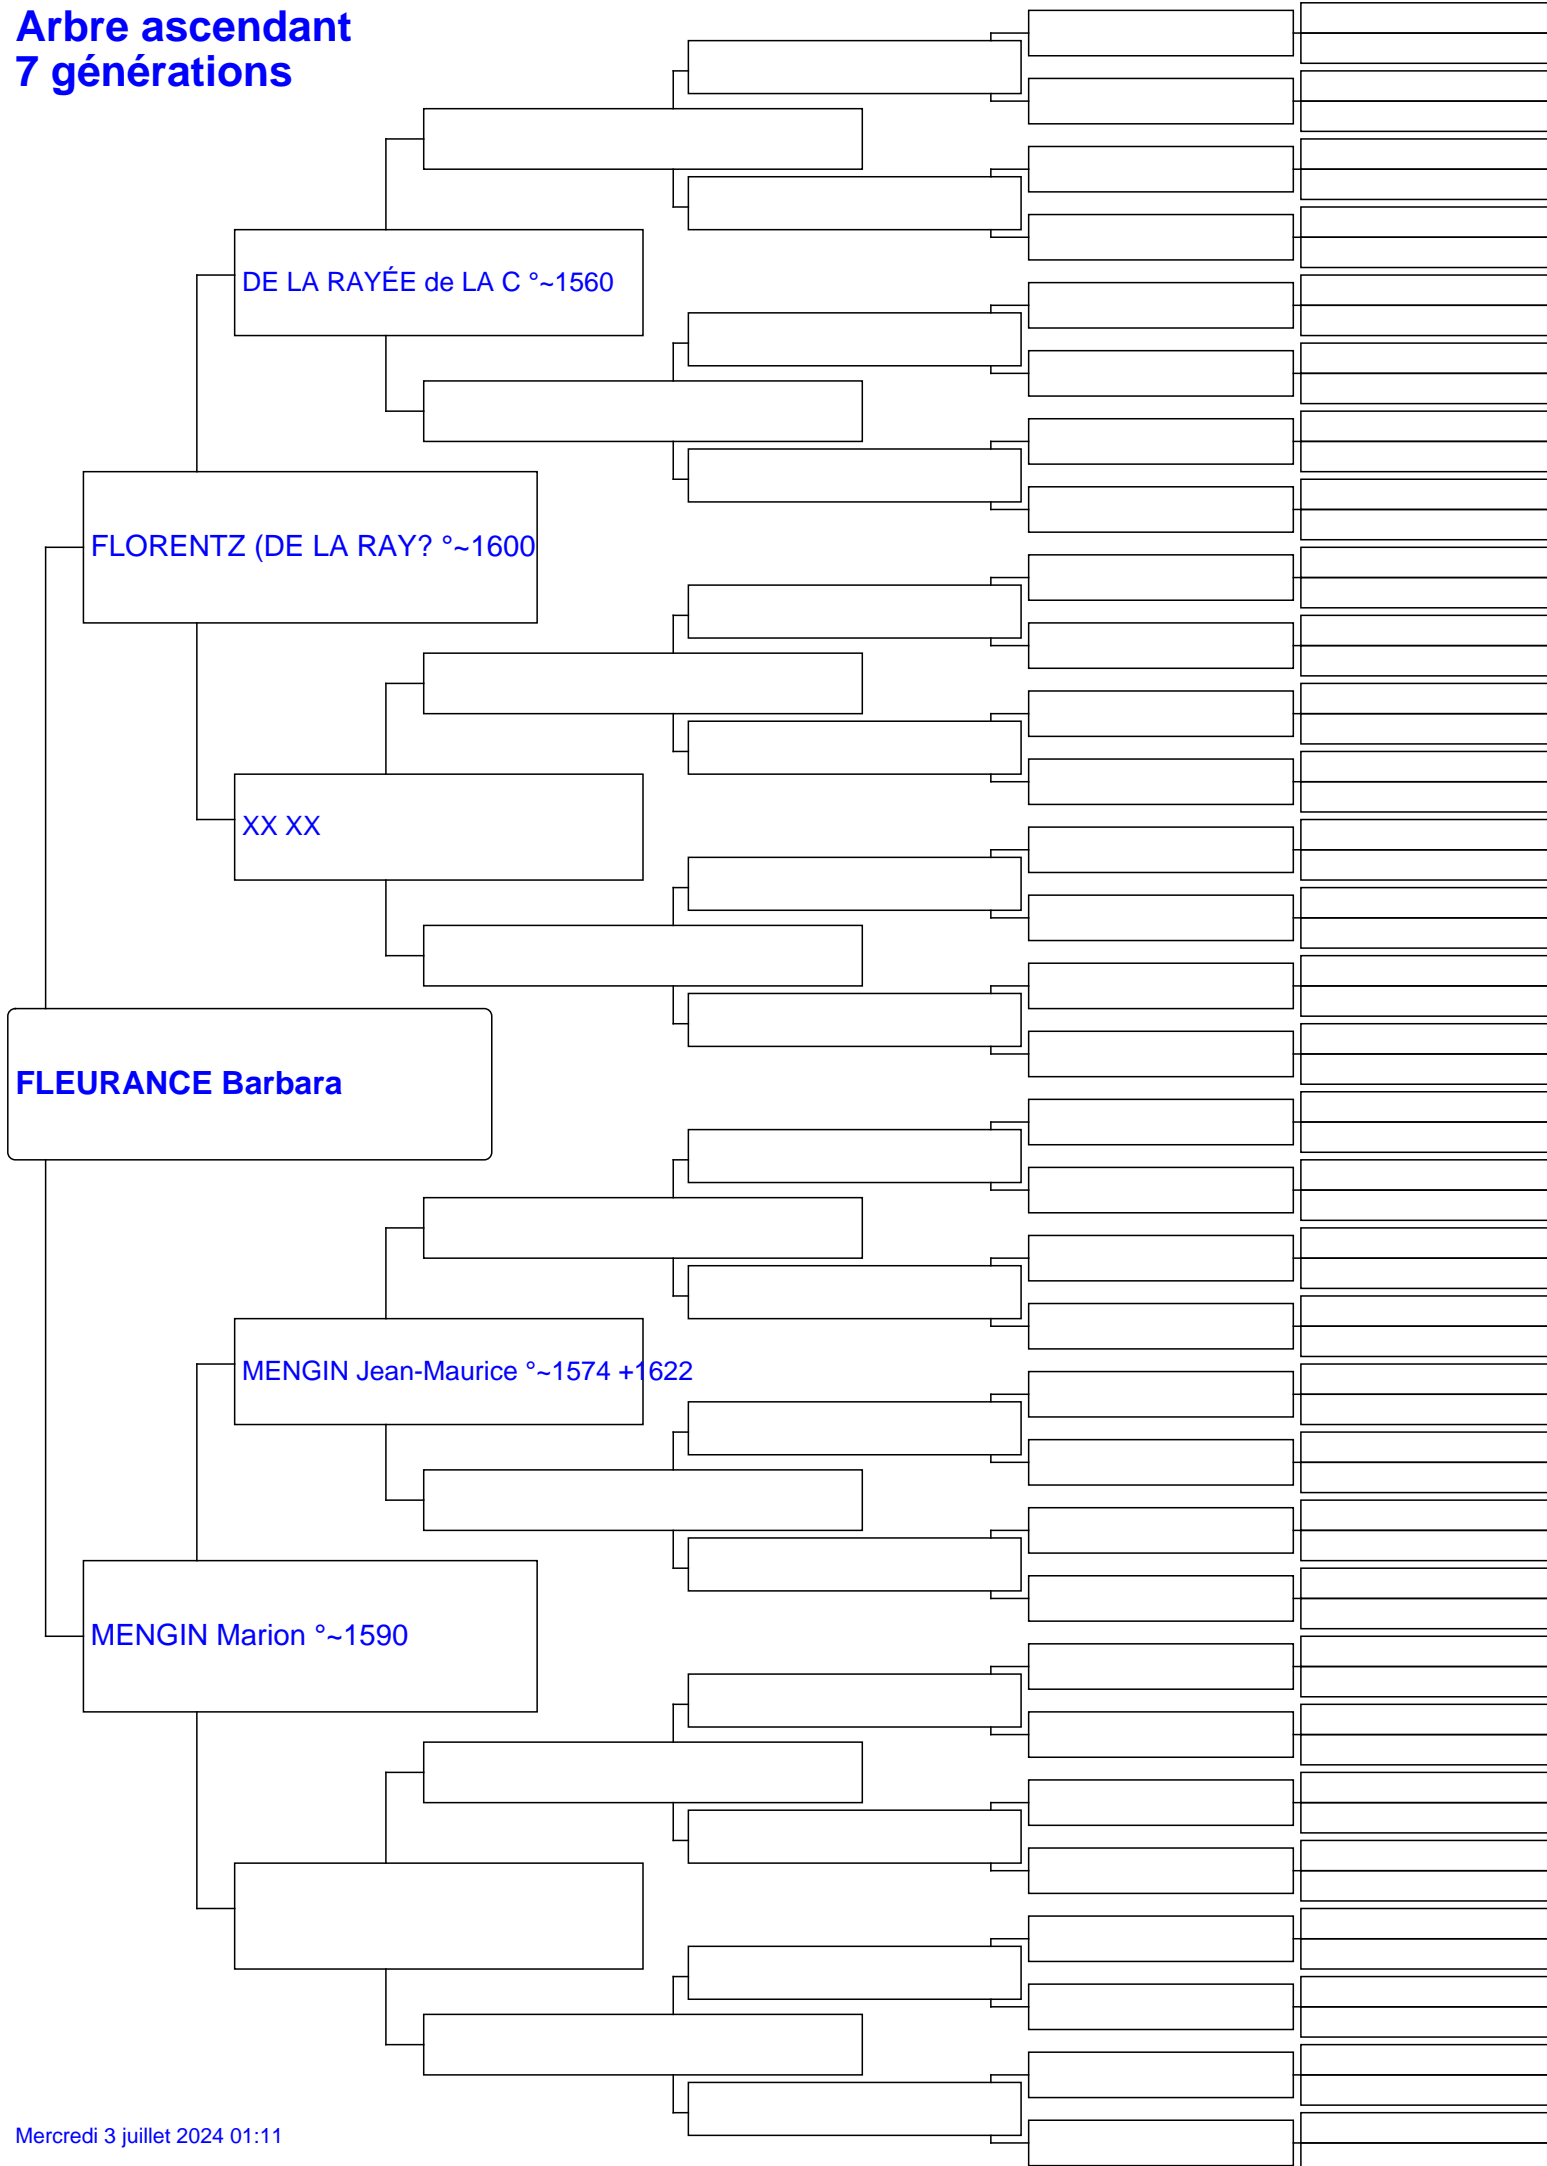 Arbre ascendant
7 générations
DE LA RAYÉE de LA C °~1560
FLORENTZ (DE LA RAY? °~1600
XX XX
FLEURANCE Barbara
MENGIN Jean-Maurice °~1574 +1622
MENGIN Marion °~1590
Mercredi 3 juillet 2024 01:11